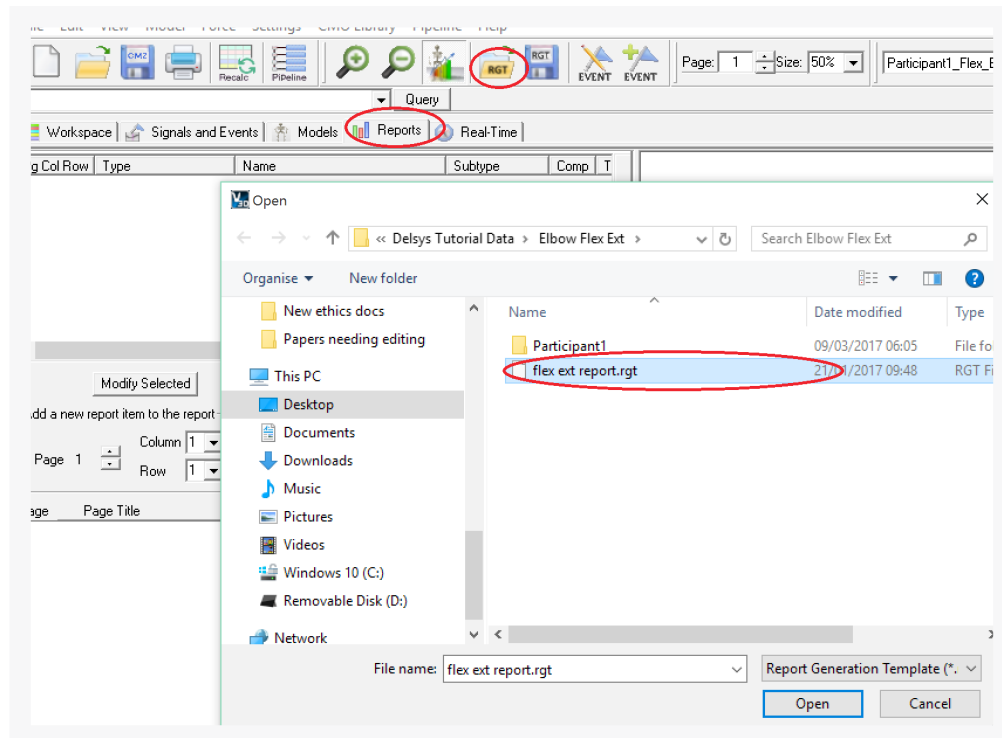 CMZ
Recalc
Pipeline
RGT
RGT
EVENT
EVENT
Page: 1
Size: 50%
Participant1_Flex_E
Query
Workspace
Signals and Events
Models
Reports
Real-Time
g Col Row Type Name Subtype Comp T
V3D Open
« Delsys Tutorial Data > Elbow Flex Ext >
Search Elbow Flex Ext
Organise
New folder
?
New ethics docs
Papers needing editing
This PC
Desktop
Documents
Downloads
Music
Pictures
Videos
Windows 10 (C:)
Removable Disk (D:)
Network
Name Date modified Type
Participant1 09/03/2017 06:05 File fo
flex ext report.rgt 21/01/2017 09:48 RGT Fi
Modify Selected
dd a new report item to the report
Page 1
Column 1
Row 1
age Page Title
File name: flex ext report.rgt
Report Generation Template (*.
Open
Cancel